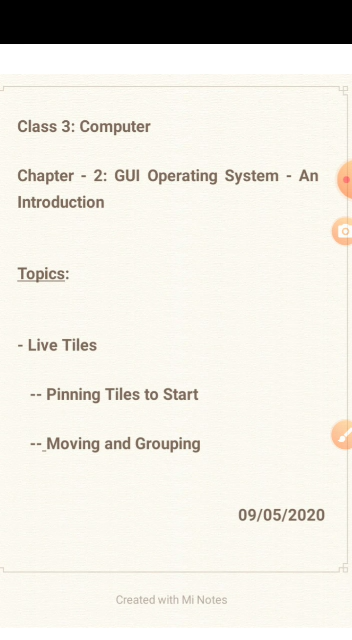 Class 3: Computer
Chapter - 2: GUI Operating System - An
Introduction
Topics:
- Live Tiles
-- Pinning Tiles to Start
-- Moving and Grouping
09/05/2020
Created with Mi Notes